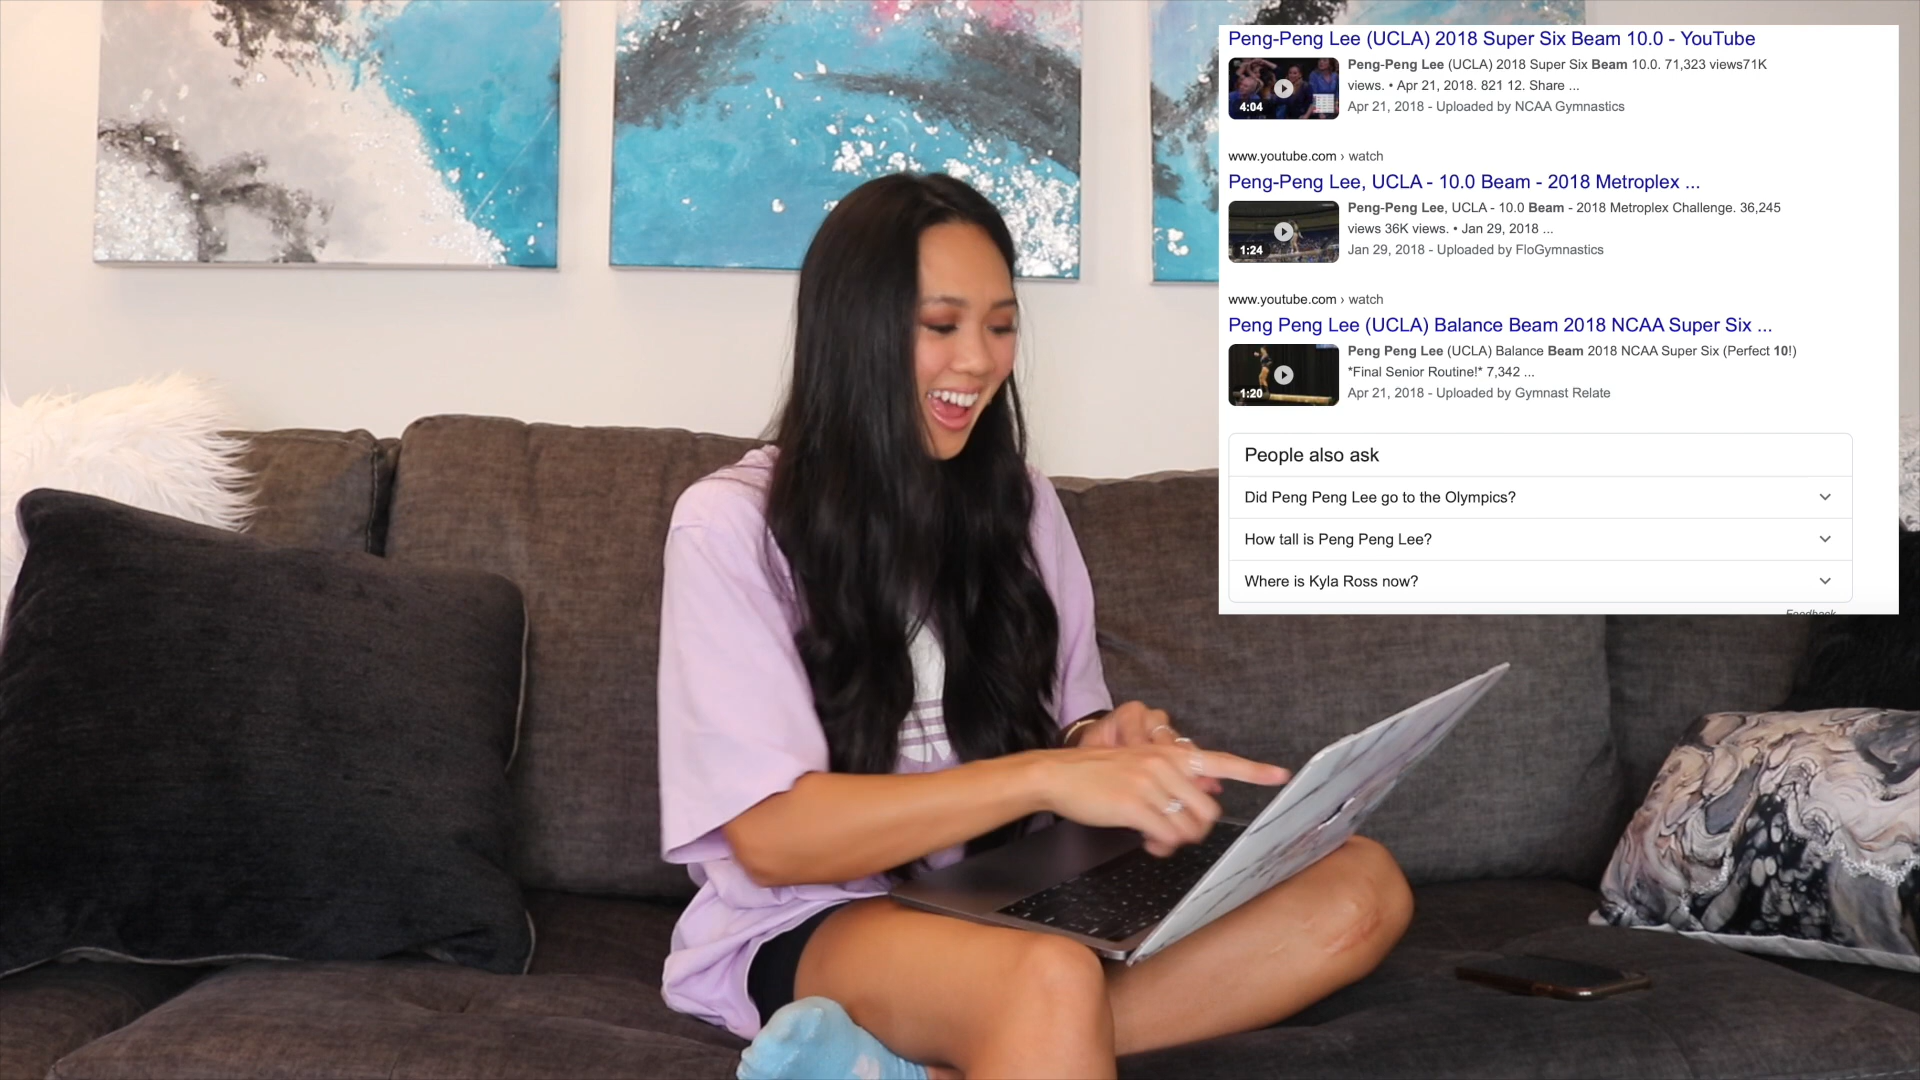 Peng-Peng Lee (UCLA) 2018 Super Six Beam 10.0 - YouTube
Peng-Peng Lee (UCLA) 2018 Super Six Beam 10.0. 71,323 views71K
views. • Apr 21, 2018. 821 12. Share ...
4:04
Apr 21, 2018 - Uploaded by NCAA Gymnastics
www.youtube.com › watch
Peng-Peng Lee, UCLA - 10.0 Beam - 2018 Metroplex ...
Peng-Peng Lee, UCLA - 10.0 Beam - 2018 Metroplex Challenge. 36,245
views 36K views. • Jan 29, 2018 ...
1:24
Jan 29, 2018 - Uploaded by FloGymnastics
www.youtube.com › watch
Peng Peng Lee (UCLA) Balance Beam 2018 NCAA Super Six ...
Peng Peng Lee (UCLA) Balance Beam 2018 NCAA Super Six (Perfect 10!)
*Final Senior Routine!* 7,342 ...
1:20
Apr 21, 2018 - Uploaded by Gymnast Relate
People also ask
Did Peng Peng Lee go to the Olympics?
How tall is Peng Peng Lee?
Where is Kyla Ross now?
Feedback